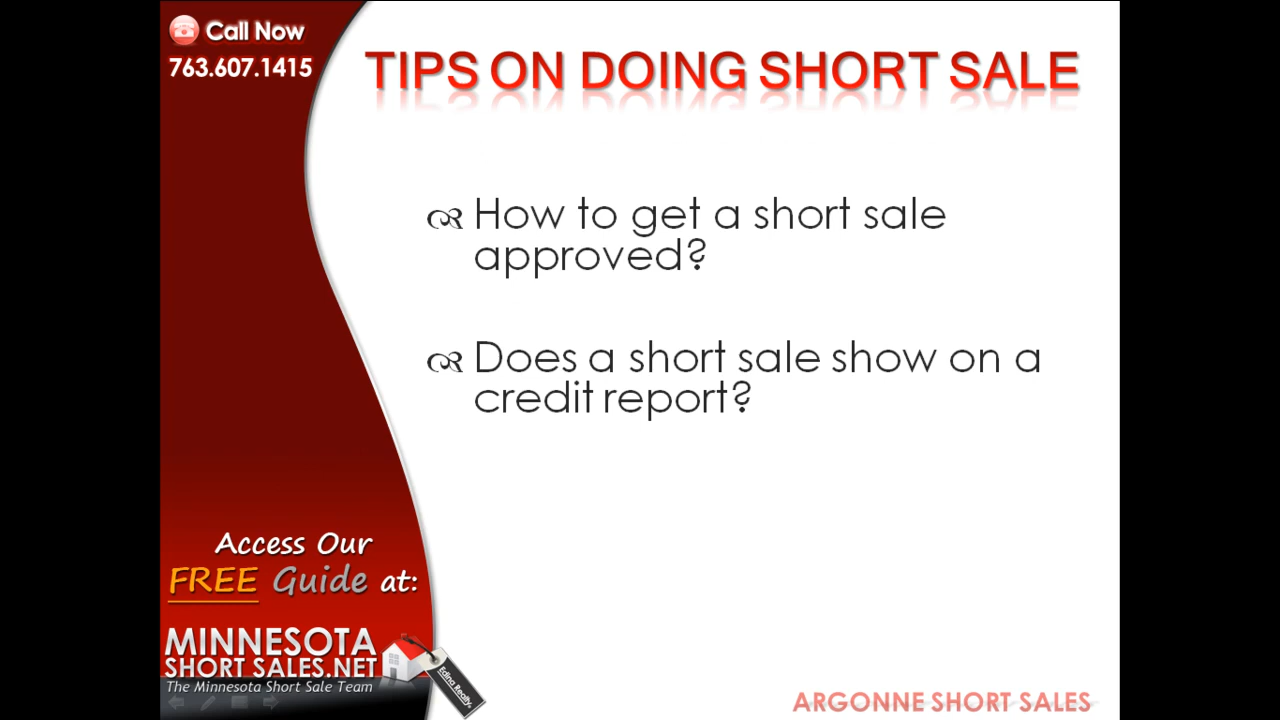 Call Now
763.607.1415
TIPS ON DOING SHORT SALE
How to get a short sale
approved?
Does a short sale show on a
credit report?
Access Our
FREE Guide at:
MINNESOTA
SHORT SALES.NET
The Minnesota Short Sale Team
Edina Realty.
ARGONNE SHORT SALES